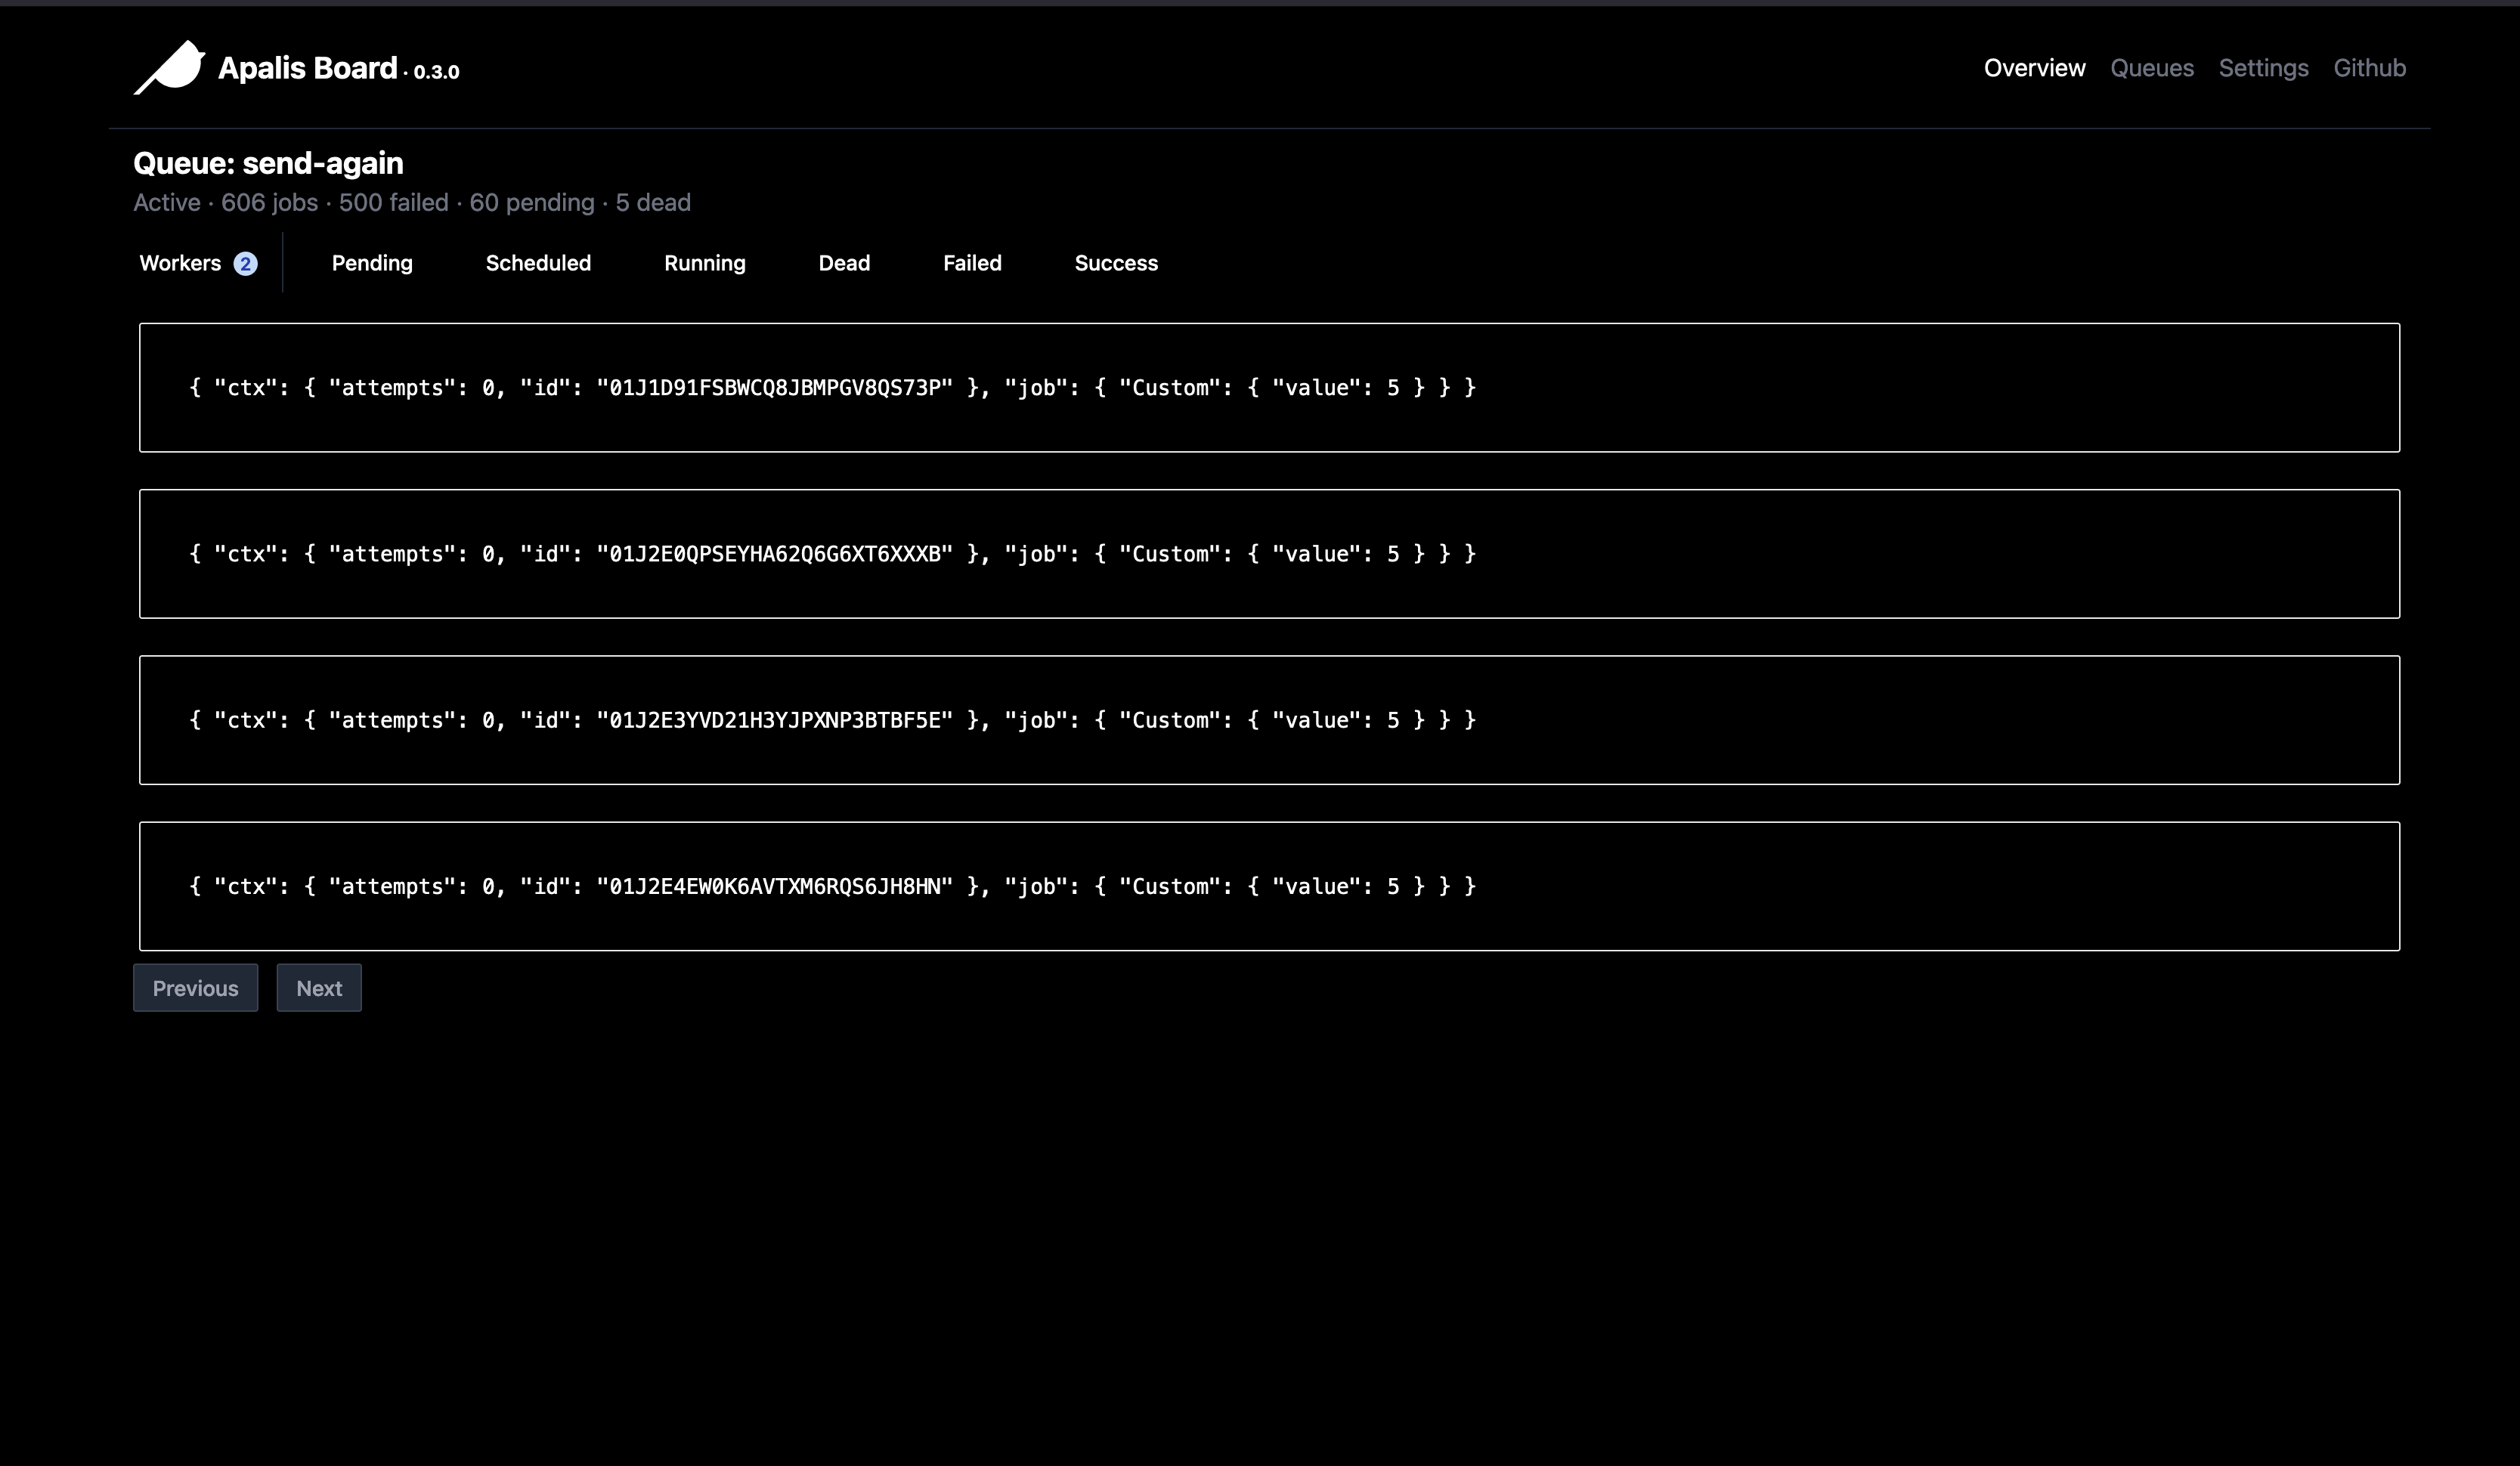 Apalis Board · 0.3.0
Overview Queues Settings Github
Queue: send-again
Active · 606 jobs · 500 failed · 60 pending · 5 dead
Workers 2 Pending Scheduled Running Dead Failed Success
{ "ctx": { "attempts": 0, "id": "01J1D91FSBWCQ8JBMPGV8QS73P" }, "job": { "Custom": { "value": 5 } } }
{ "ctx": { "attempts": 0, "id": "01J2E0QPSEYHA62Q6G6XT6XXXB" }, "job": { "Custom": { "value": 5 } } }
{ "ctx": { "attempts": 0, "id": "01J2E3YVD21H3YJPXNP3BTBF5E" }, "job": { "Custom": { "value": 5 } } }
{ "ctx": { "attempts": 0, "id": "01J2E4EW0K6AVTXM6RQS6JH8HN" }, "job": { "Custom": { "value": 5 } } }
Previous Next